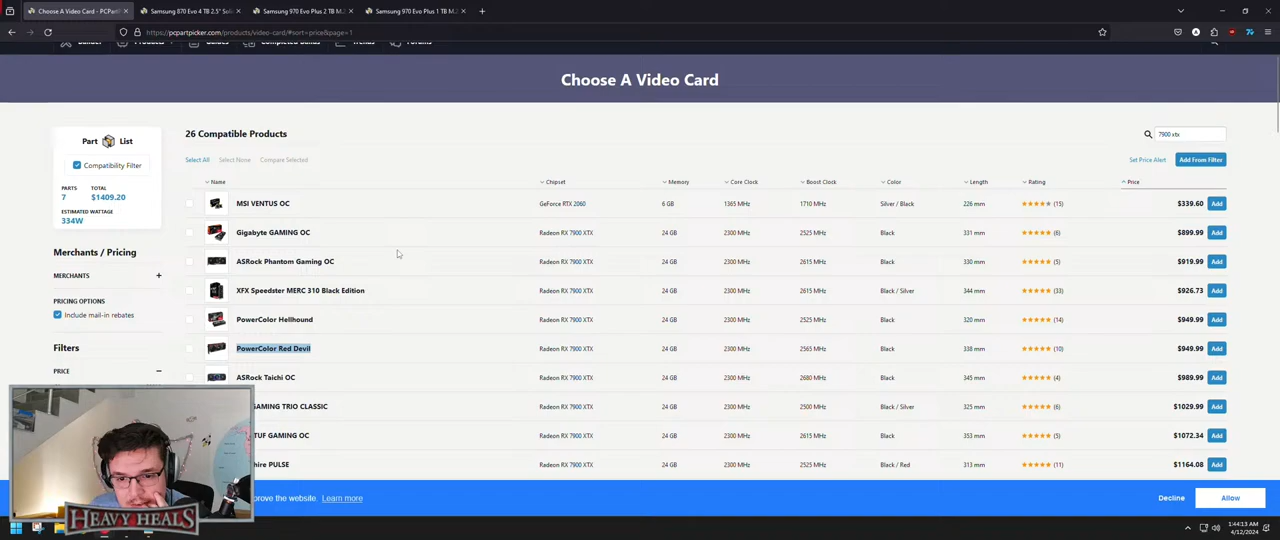 Choose A Video Card - PCPartP
Samsung 870 Evo 4 TB 2.5" Soli
Samsung 970 Evo Plus 2 TB M.
Samsung 970 Evo Plus 1 TB M.2
https://pcpartpicker.com/products/video-card/#sort=price&page=1
Builder Products Guides Completed Builds Trends Forums
Choose A Video Card
Part List
Compatibility Filter
PARTS TOTAL
7 $1409.20
ESTIMATED WATTAGE
334W
Merchants / Pricing
MERCHANTS +
PRICING OPTIONS
Include mail-in rebates
Filters
PRICE −
26 Compatible Products
7900 xtx
Select All Select None Compare Selected Set Price Alert Add From Filter
Name Chipset Memory Core Clock Boost Clock Color Length Rating Price
MSI VENTUS OC GeForce RTX 2060 6 GB 1365 MHz 1710 MHz Silver / Black 226 mm (15) $339.60 Add
Gigabyte GAMING OC Radeon RX 7900 XTX 24 GB 2300 MHz 2525 MHz Black 331 mm (6) $899.99 Add
ASRock Phantom Gaming OC Radeon RX 7900 XTX 24 GB 2300 MHz 2615 MHz Black 330 mm (5) $919.99 Add
XFX Speedster MERC 310 Black Edition Radeon RX 7900 XTX 24 GB 2300 MHz 2615 MHz Black / Silver 344 mm (33) $926.73 Add
PowerColor Hellhound Radeon RX 7900 XTX 24 GB 2300 MHz 2525 MHz Black 320 mm (14) $949.99 Add
PowerColor Red Devil Radeon RX 7900 XTX 24 GB 2300 MHz 2565 MHz Black 338 mm (10) $949.99 Add
ASRock Taichi OC Radeon RX 7900 XTX 24 GB 2300 MHz 2680 MHz Black 345 mm (4) $989.99 Add
GAMING TRIO CLASSIC Radeon RX 7900 XTX 24 GB 2300 MHz 2500 MHz Black / Silver 325 mm (6) $1029.99 Add
TUF GAMING OC Radeon RX 7900 XTX 24 GB 2300 MHz 2615 MHz Black 353 mm (5) $1072.34 Add
hire PULSE Radeon RX 7900 XTX 24 GB 2300 MHz 2525 MHz Black / Red 313 mm (11) $1164.08 Add
prove the website. Learn more Decline Allow
HEAVY HEALS
1:44:13 AM
4/12/2024